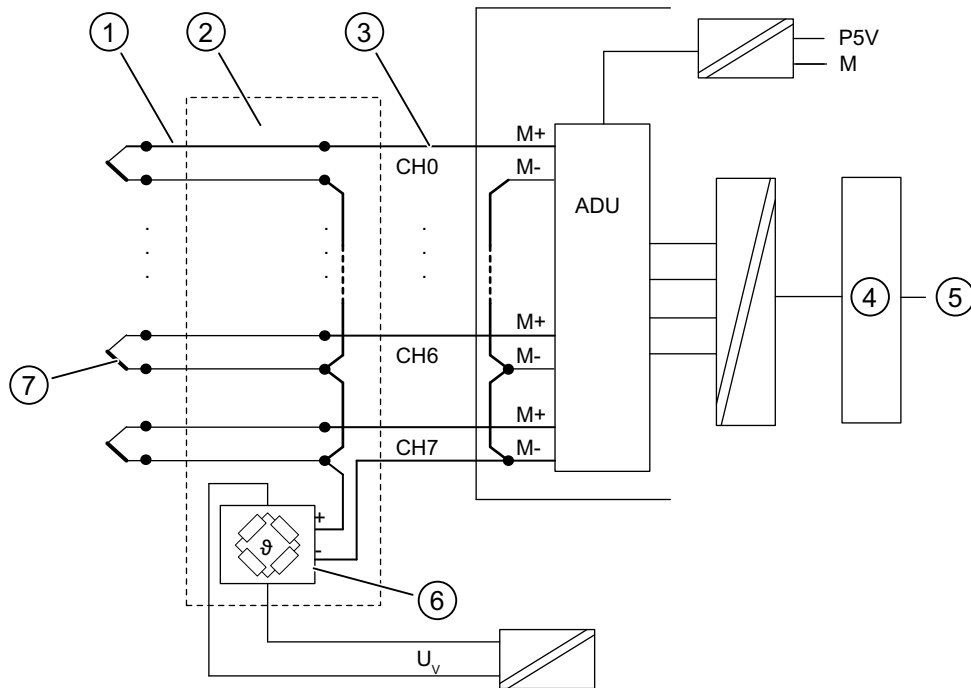 1
2
3
P5V
M
M+
CH0
M-
ADU
4
5
M+
CH6
M-
7
M+
CH7
M-
+
ϑ
-
6
Uv